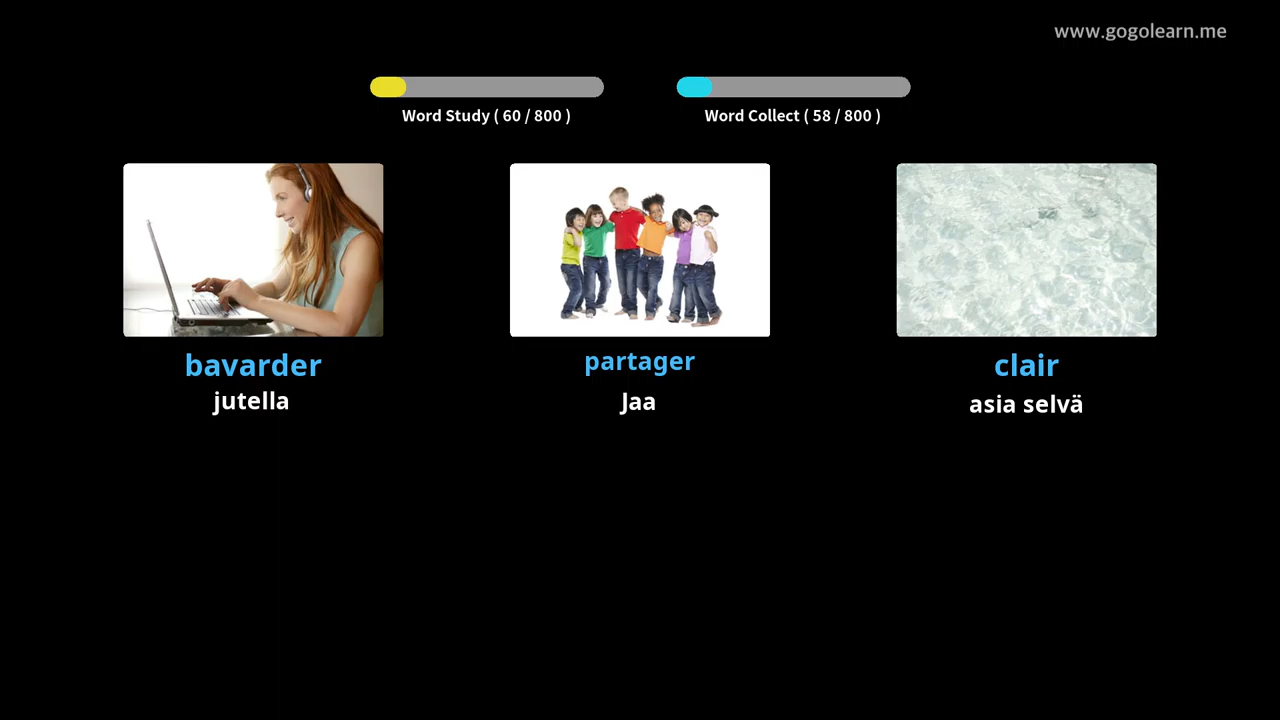 www.gogolearn.me
Word Study ( 60 / 800 )
Word Collect ( 58 / 800 )
bavarder
jutella
partager
Jaa
clair
asia selvä